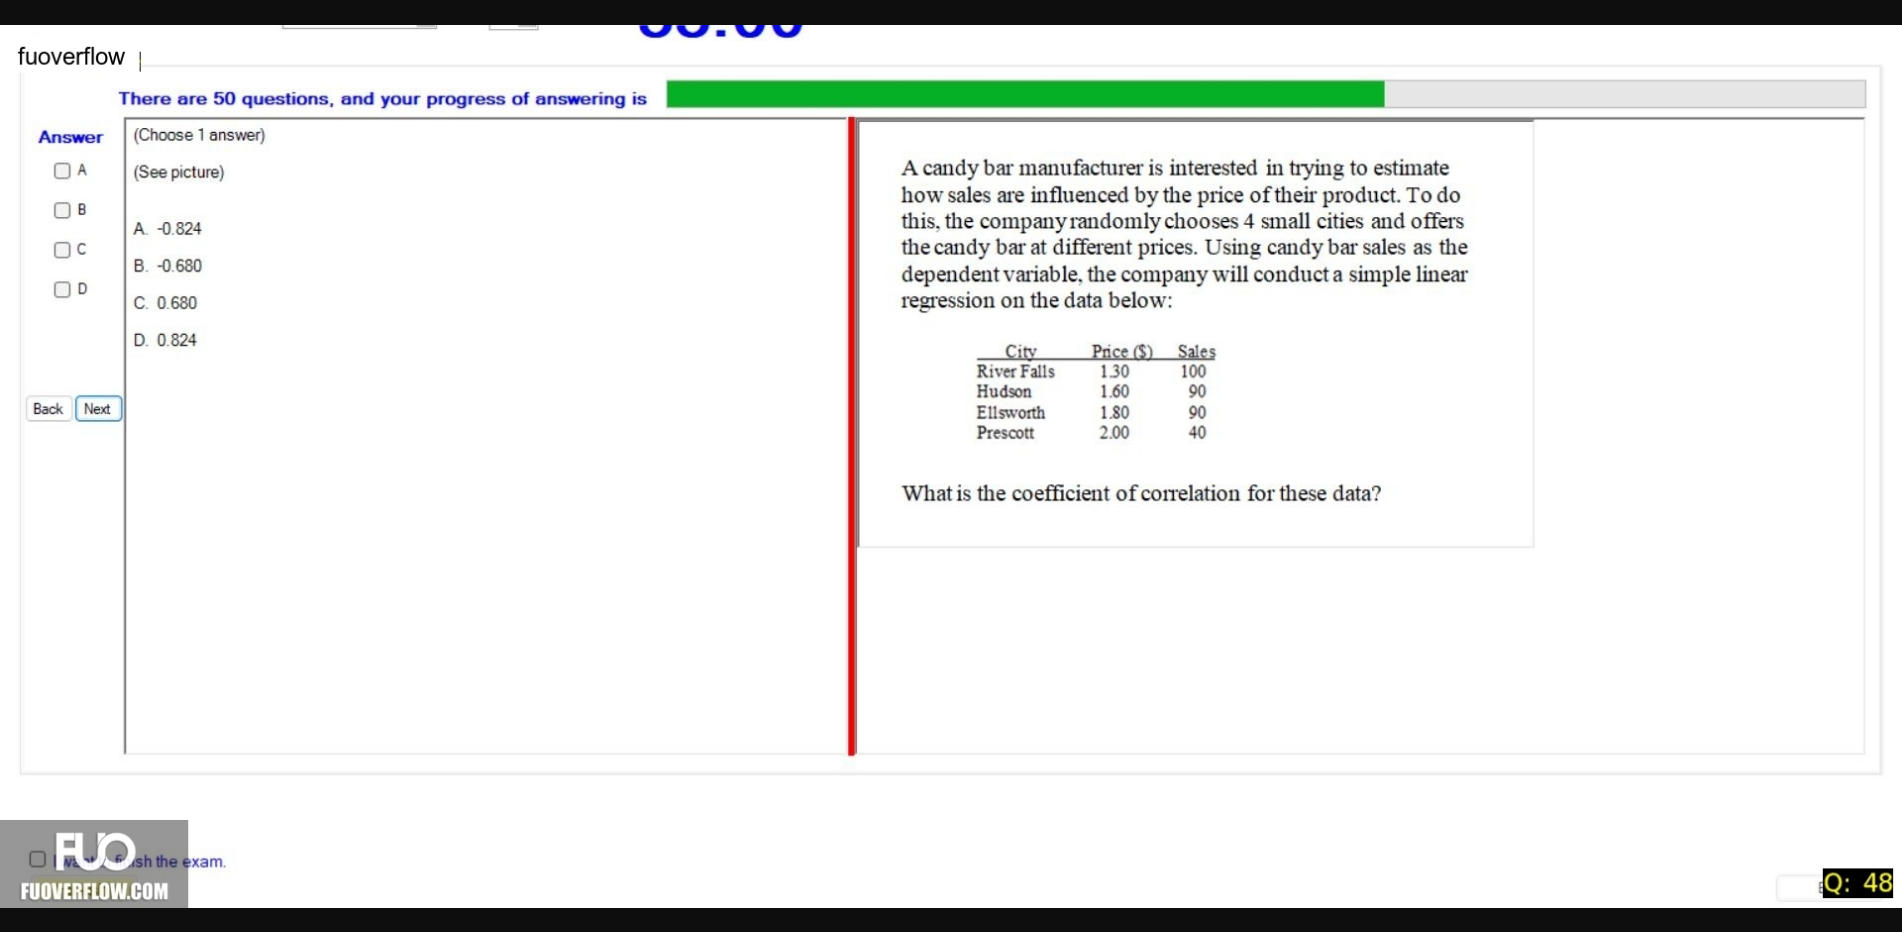 fuoverflow
There are 50 questions, and your progress of answering is
Answer
A
B
C
D
Back Next
(Choose 1 answer)
(See picture)
A. -0.824
B. -0.680
C. 0.680
D. 0.824
A candy bar manufacturer is interested in trying to estimate
how sales are influenced by the price of their product. To do
this, the company randomly chooses 4 small cities and offers
the candy bar at different prices. Using candy bar sales as the
dependent variable, the company will conduct a simple linear
regression on the data below:
City Price ($) Sales
River Falls 1.30 100
Hudson 1.60 90
Ellsworth 1.80 90
Prescott 2.00 40
What is the coefficient of correlation for these data?
FUO
the exam.
FUOVERFLOW.COM
Q: 48